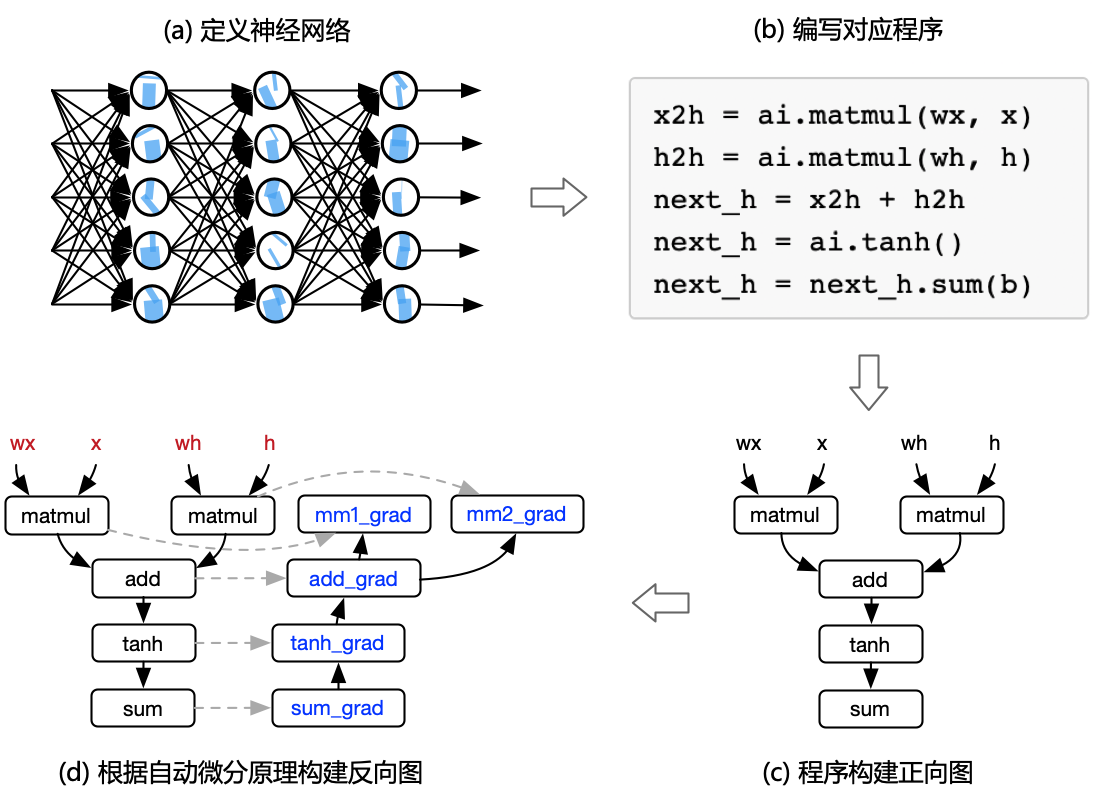 (a) 定义神经网络
(b) 编写对应程序
x2h = ai.matmul(wx, x)
h2h = ai.matmul(wh, h)
next_h = x2h + h2h
next_h = ai.tanh()
next_h = next_h.sum(b)
wx x wh h
matmul matmul mm1_grad mm2_grad
add add_grad
tanh tanh_grad
sum sum_grad
(d) 根据自动微分原理构建反向图
wx x wh h
matmul matmul
add
tanh
sum
(c) 程序构建正向图